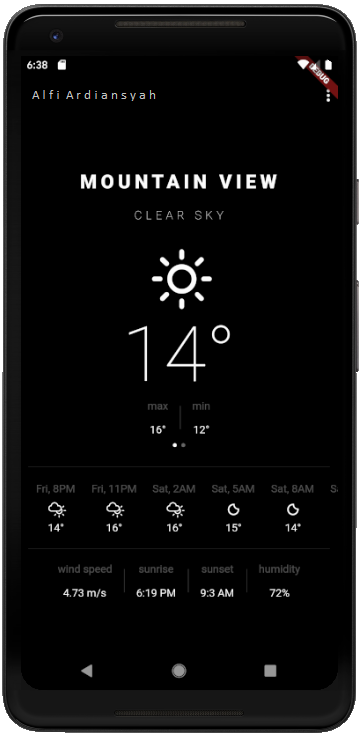 6:38
DEBUG
Alfi Ardiansyah
MOUNTAIN VIEW
CLEAR SKY
14°
max min
16° 12°
Fri, 8PM Fri, 11PM Sat, 2AM Sat, 5AM Sat, 8AM
14° 16° 16° 15° 14°
wind speed sunrise sunset humidity
4.73 m/s 6:19 PM 9:3 AM 72%